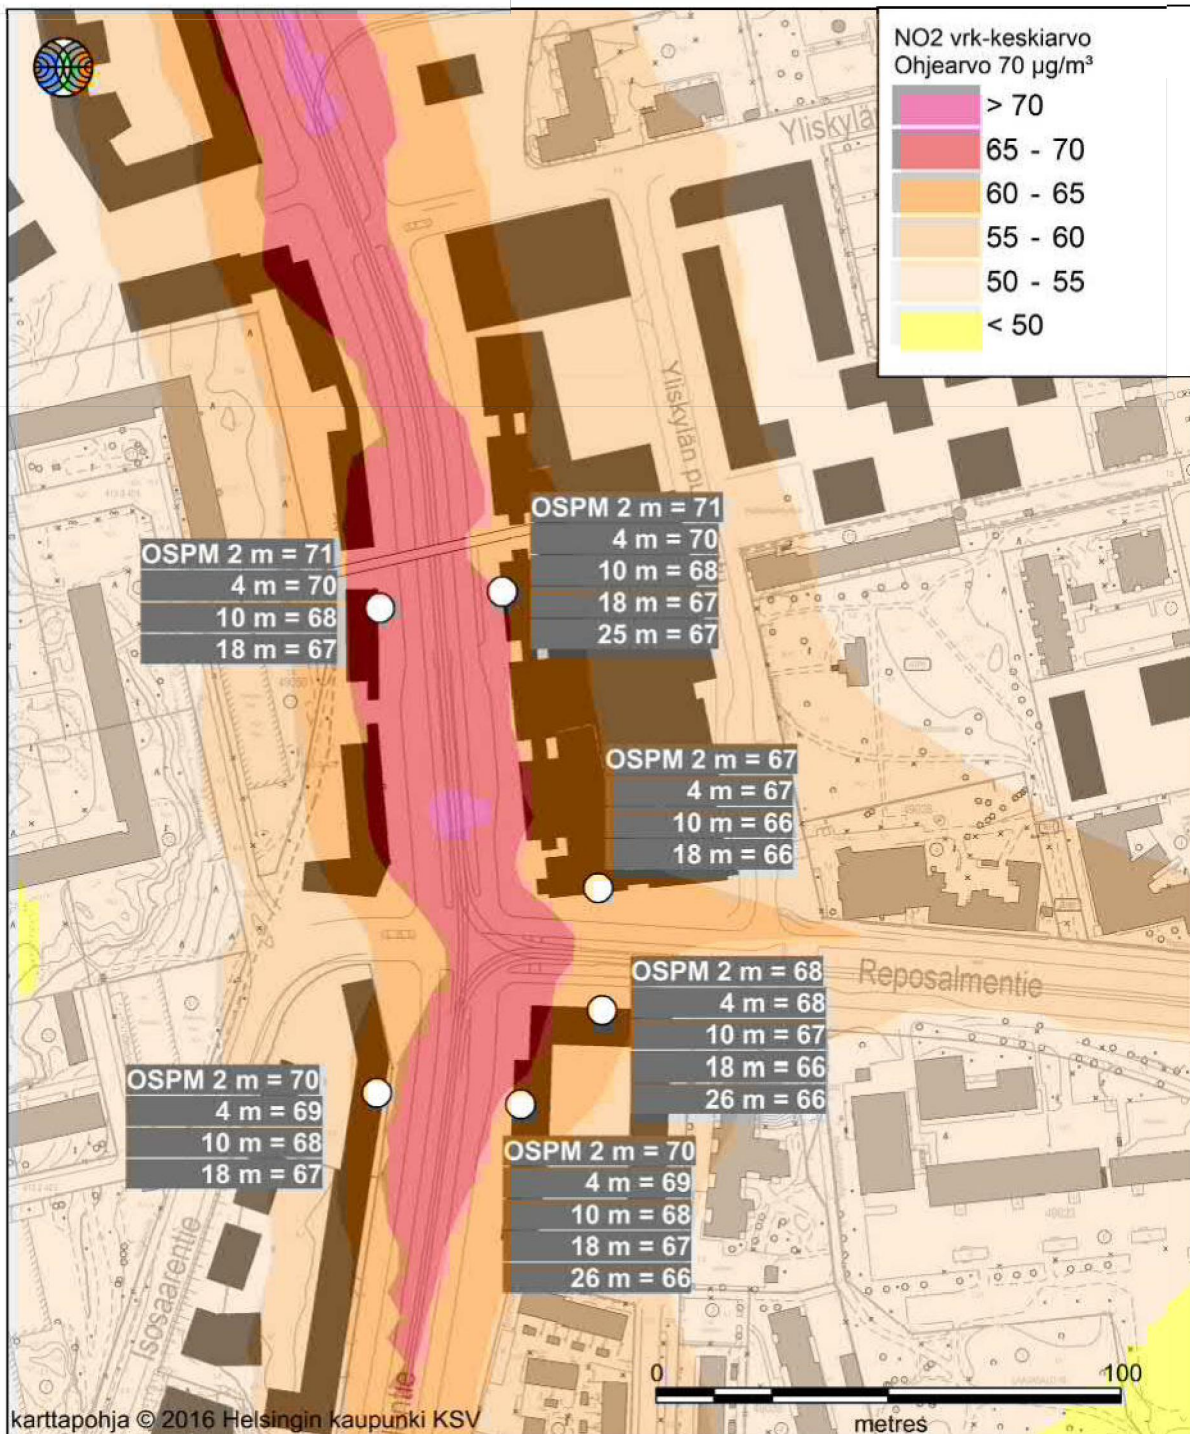 NO2 vrk-keskiarvo
Ohjearvo 70 µg/m³
> 70
65 - 70
60 - 65
55 - 60
50 - 55
< 50
Yliskylän pu
OSPM 2 m = 71
4 m = 70
10 m = 68
18 m = 67
25 m = 67
OSPM 2 m = 71
4 m = 70
10 m = 68
18 m = 67
OSPM 2 m = 67
4 m = 67
10 m = 66
18 m = 66
49028
Reposalmentie
OSPM 2 m = 68
4 m = 68
10 m = 67
18 m = 66
26 m = 66
OSPM 2 m = 70
4 m = 69
10 m = 68
18 m = 67
OSPM 2 m = 70
4 m = 69
10 m = 68
18 m = 67
26 m = 66
49023
Isosaarentie
0 100
metres
karttapohja © 2016 Helsingin kaupunki KSV